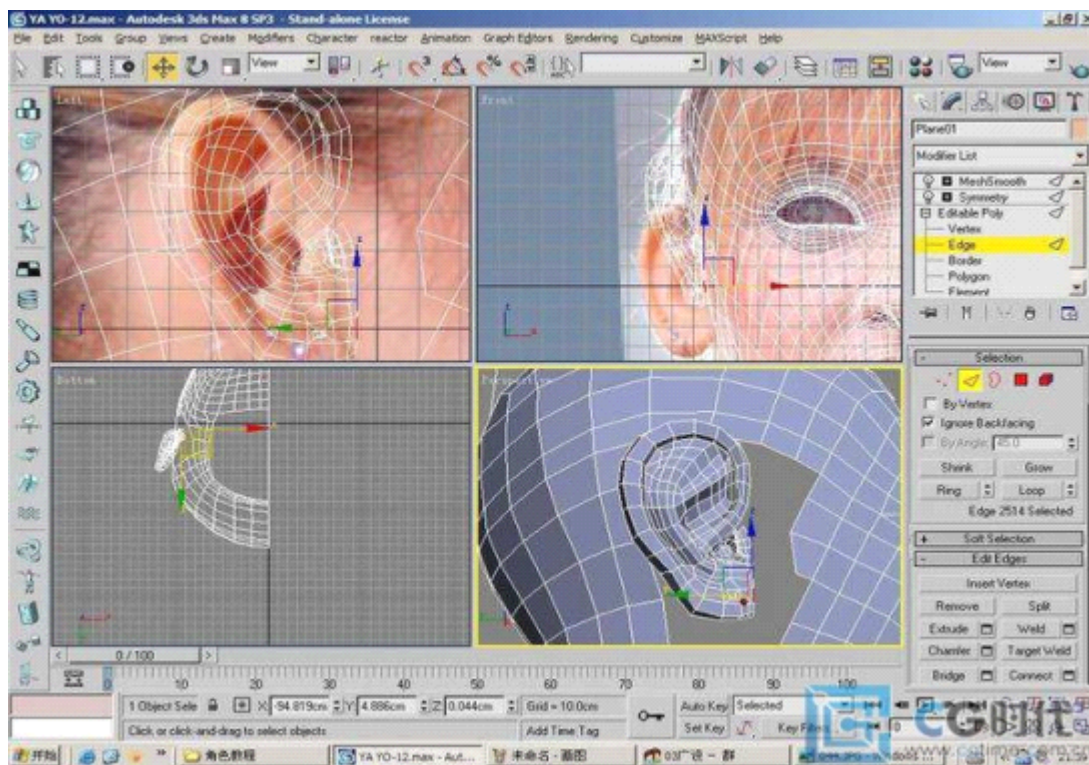 YA YO-12.max - Autodesk 3ds Max 8 SP3 - Stand-alone License
File Edit Tools Group Views Create Modifiers Character reactor Animation Graph Editors Rendering Customize MAXScript Help
View
View
Left
Front
Bottom
Perspective
Plane01
Modifier List
MeshSmooth
Symmetry
Editable Poly
Vertex
Edge
Border
Polygon
Element
Selection
By Vertex
Ignore Backfacing
By Angle: 45.0
Shrink Grow
Ring Loop
Edge 2514 Selected
Soft Selection
Edit Edges
Insert Vertex
Remove Split
Extrude Weld
Chamfer Target Weld
Bridge Connect
0 / 100
0 10 20 30 40 50 60 70 80 90 100
1 Object Sele X: -94.819cm Y: 4.886cm Z: 0.044cm Grid = 10.0cm
Auto Key Selected
Click or click-and-drag to select objects
Add Time Tag
Set Key Key Filters
CG时代
www.cgtime.com.c
开始 角色教程 YA YO-12.max - Aut... 未命名 - 画图